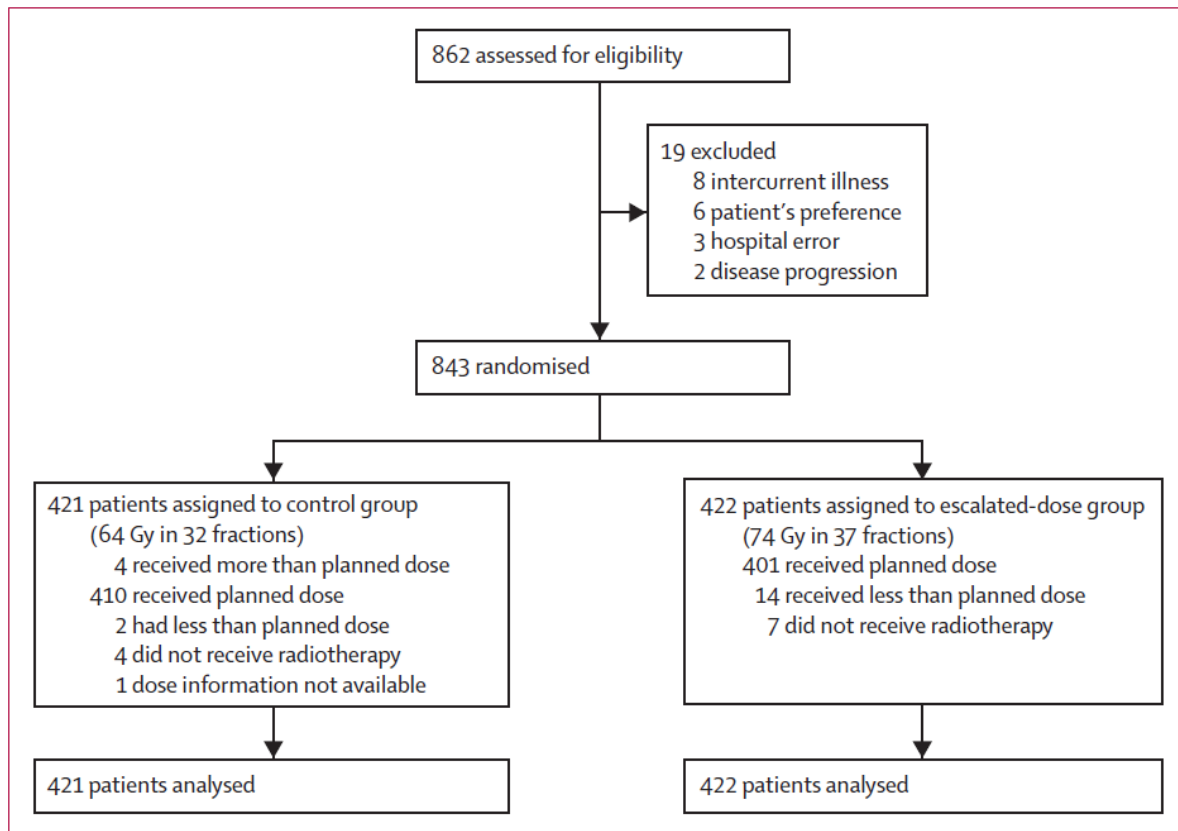 862 assessed for eligibility
19 excluded
8 intercurrent illness
6 patient's preference
3 hospital error
2 disease progression
843 randomised
421 patients assigned to control group
(64 Gy in 32 fractions)
4 received more than planned dose
410 received planned dose
2 had less than planned dose
4 did not receive radiotherapy
1 dose information not available
422 patients assigned to escalated-dose group
(74 Gy in 37 fractions)
401 received planned dose
14 received less than planned dose
7 did not receive radiotherapy
421 patients analysed
422 patients analysed